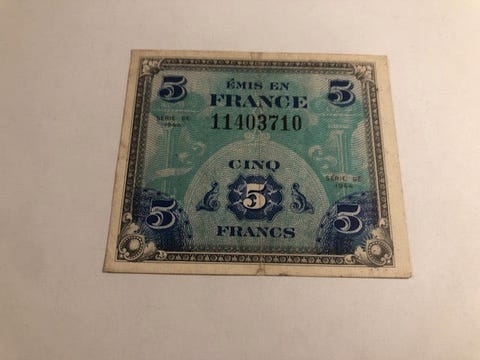 5 ÉMIS EN 5
FRANCE
11403710
SÉRIE DE
1944
CINQ
SÉRIE DE
1944
5
5 5
FRANCS